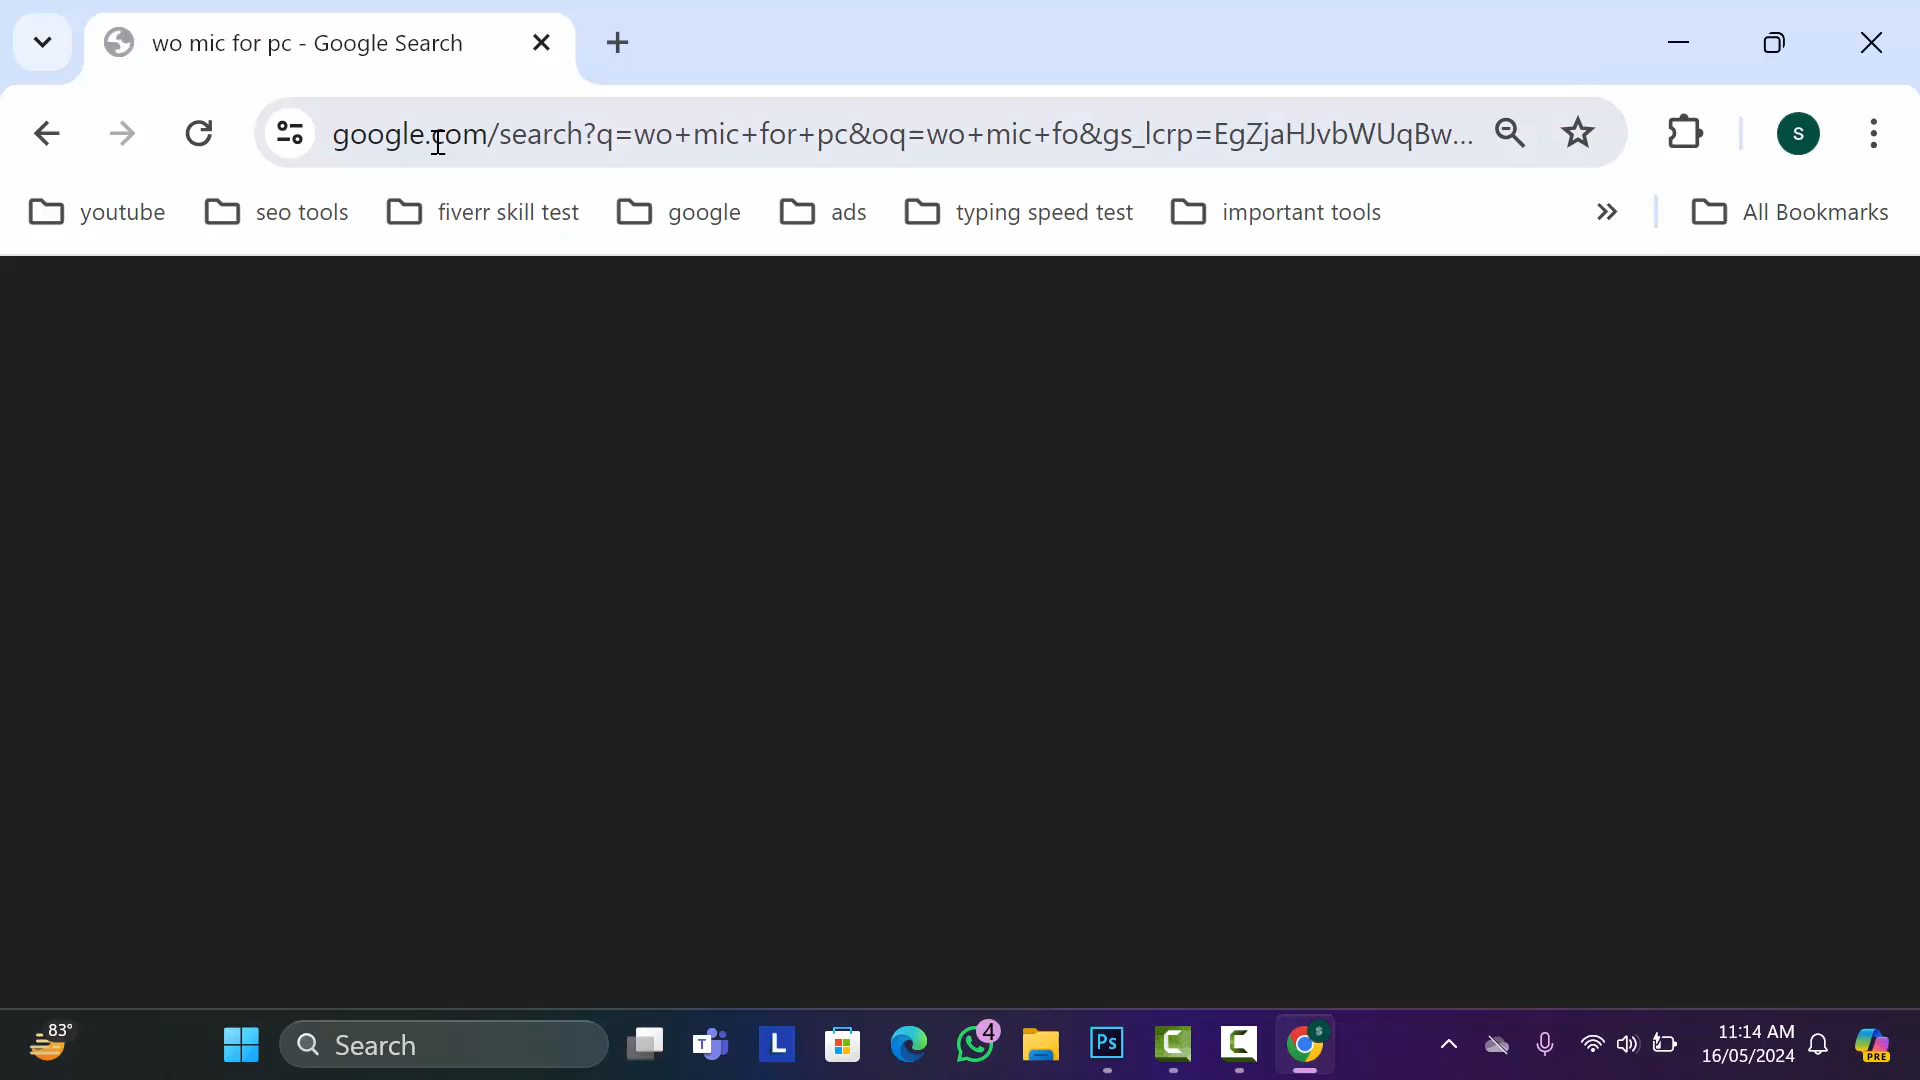 wo mic for pc - Google Search
google.com/search?q=wo+mic+for+pc&oq=wo+mic+fo&gs_lcrp=EgZjaHJvbWUqBw...
S
youtube
seo tools
fiverr skill test
google
ads
typing speed test
important tools
All Bookmarks
83°
Search
T
L
4
Ps
C
C
$
11:14 AM
16/05/2024
PRE